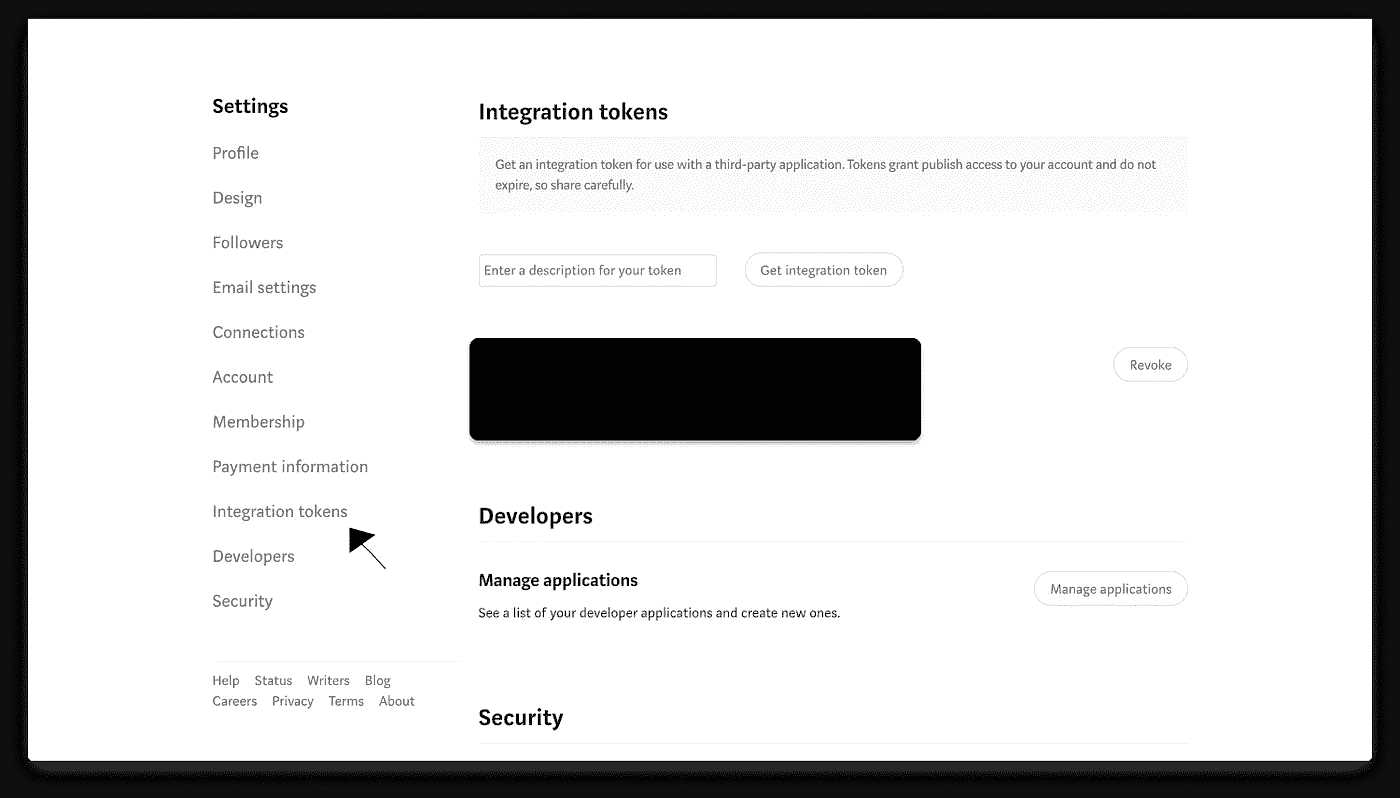 Settings
Profile
Design
Followers
Email settings
Connections
Account
Membership
Payment information
Integration tokens
Developers
Security
Help Status Writers Blog
Careers Privacy Terms About
Integration tokens
Get an integration token for use with a third-party application. Tokens grant publish access to your account and do not
expire, so share carefully.
Enter a description for your token
Get integration token
Revoke
Developers
Manage applications
See a list of your developer applications and create new ones.
Manage applications
Security